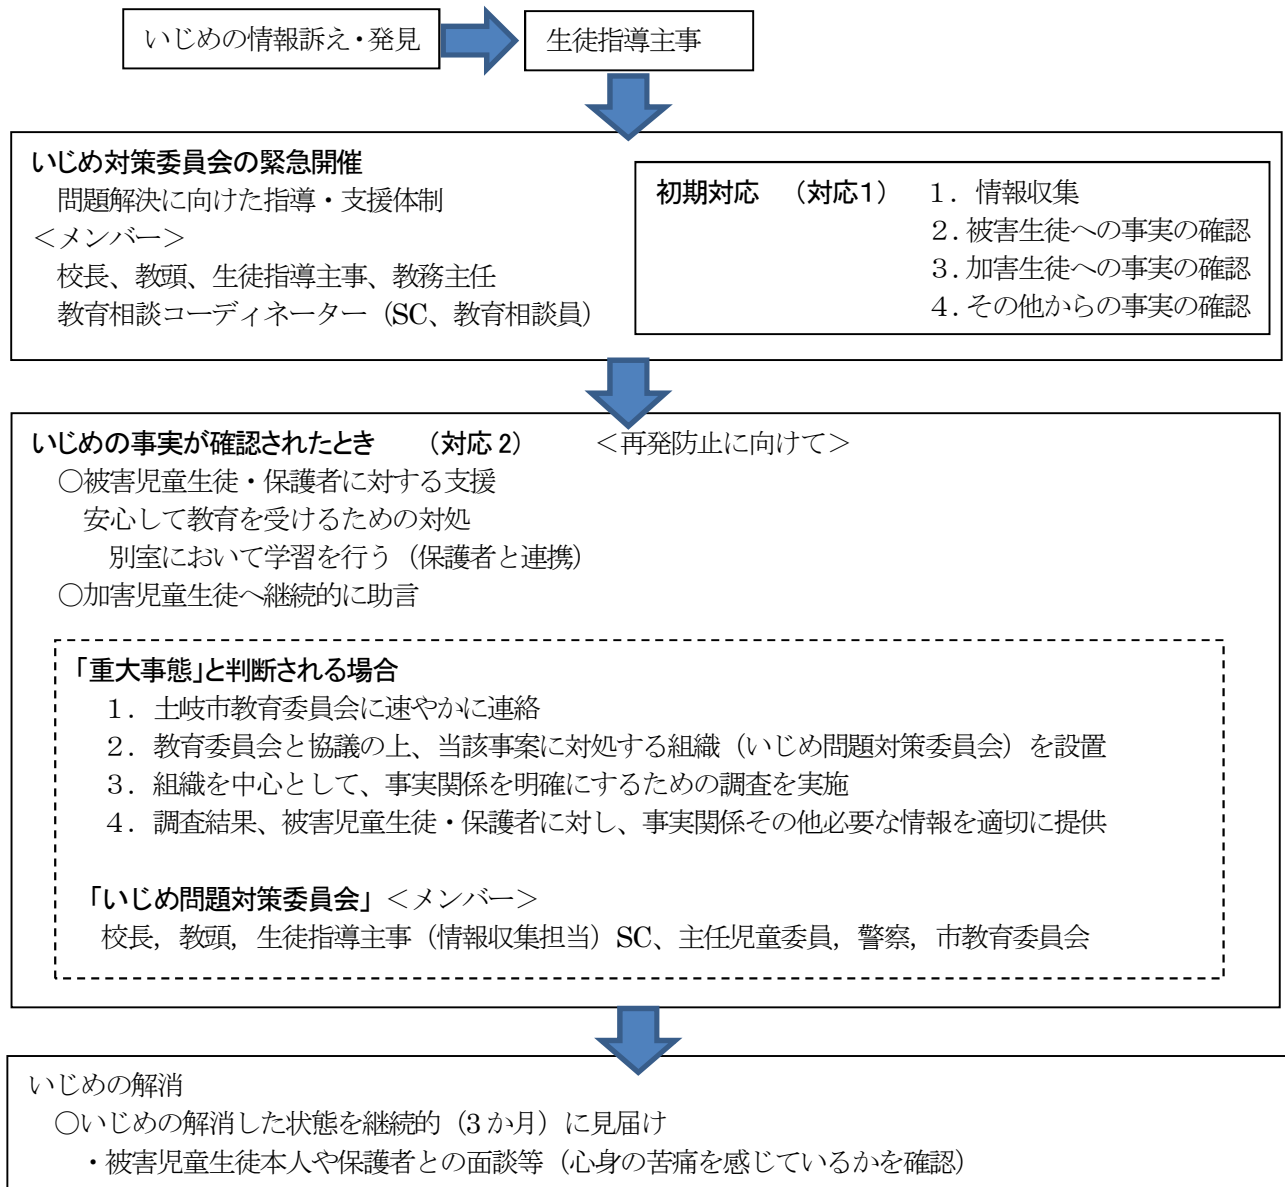 いじめの情報訴え・発見
生徒指導主事
いじめ対策委員会の緊急開催
問題解決に向けた指導・支援体制
＜メンバー＞
校長、教頭、生徒指導主事、教務主任
教育相談コーディネーター（SC、教育相談員）
初期対応　（対応１）　１．情報収集
２．被害生徒への事実の確認
３．加害生徒への事実の確認
４．その他からの事実の確認
いじめの事実が確認されたとき　（対応 2）　＜再発防止に向けて＞
○被害児童生徒・保護者に対する支援
安心して教育を受けるための対処
別室において学習を行う（保護者と連携）
○加害児童生徒へ継続的に助言
「重大事態」と判断される場合
１．土岐市教育委員会に速やかに連絡
２．教育委員会と協議の上、当該事案に対処する組織（いじめ問題対策委員会）を設置
３．組織を中心として、事実関係を明確にするための調査を実施
４．調査結果、被害児童生徒・保護者に対し、事実関係その他必要な情報を適切に提供
「いじめ問題対策委員会」＜メンバー＞
校長，教頭，生徒指導主事（情報収集担当）SC、主任児童委員，警察，市教育委員会
いじめの解消
○いじめの解消した状態を継続的（3 か月）に見届け
・被害児童生徒本人や保護者との面談等（心身の苦痛を感じているかを確認）